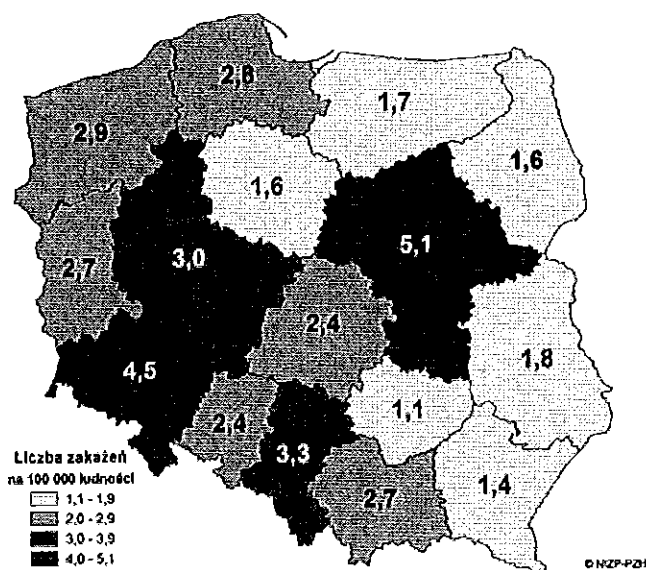 2,8
1,7
2,9
1,6
1,6
5,1
3,0
2,7
2,4
1,8
4,5
1,1
2,4
3,3
2,7
1,4
Liczba zakażeń
na 100 000 ludności
1,1 - 1,9
2,0 - 2,9
3,0 - 3,9
4,0 - 5,1
© NIZP-PZH